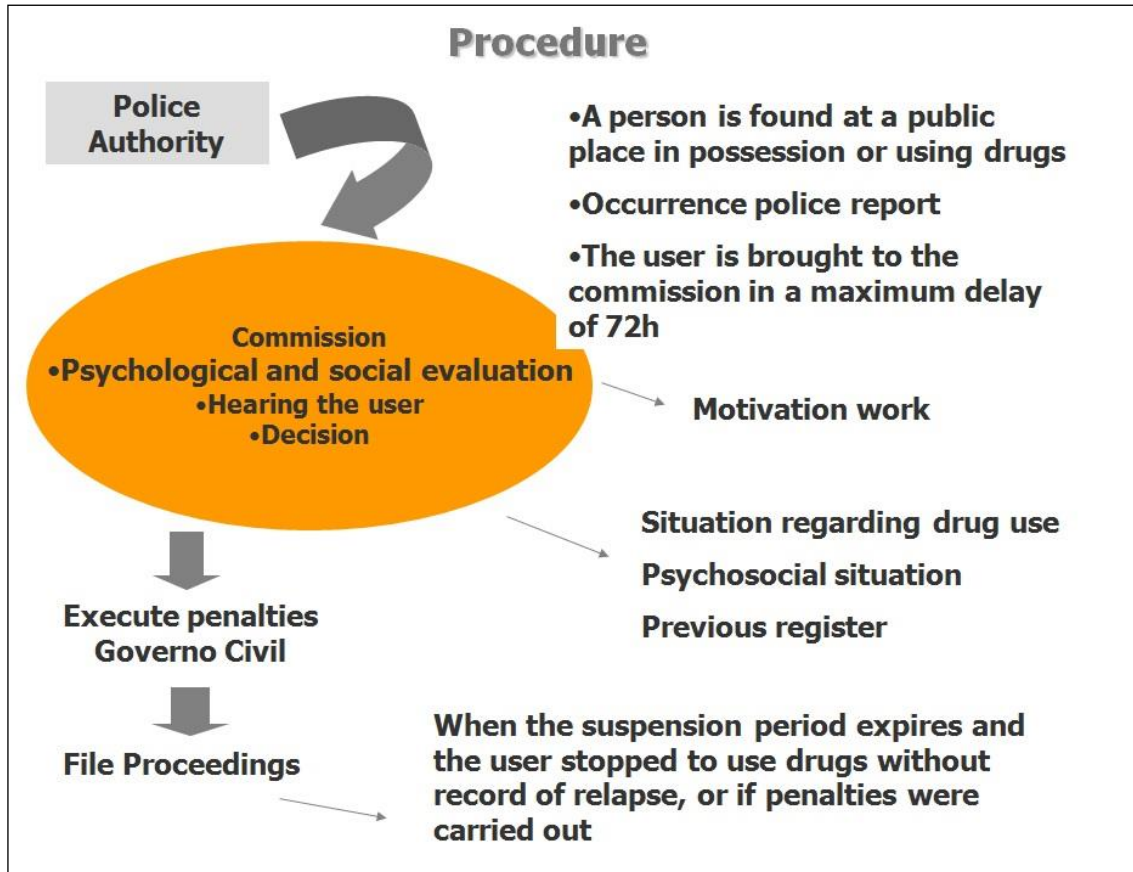 Procedure
Police
Authority
•A person is found at a public
place in possession or using drugs
•Occurrence police report
•The user is brought to the
commission in a maximum delay
of 72h
Commission
•Psychological and social evaluation
•Hearing the user
•Decision
Motivation work
Situation regarding drug use
Psychosocial situation
Previous register
Execute penalties
Governo Civil
File Proceedings
When the suspension period expires and
the user stopped to use drugs without
record of relapse, or if penalties were
carried out